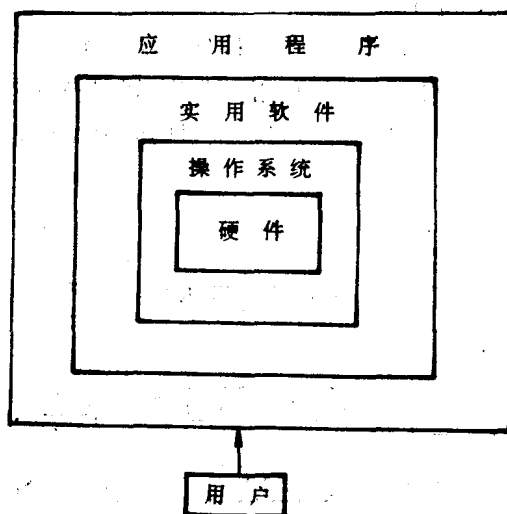 应用程序
实用软件
操作系统
硬件
用户